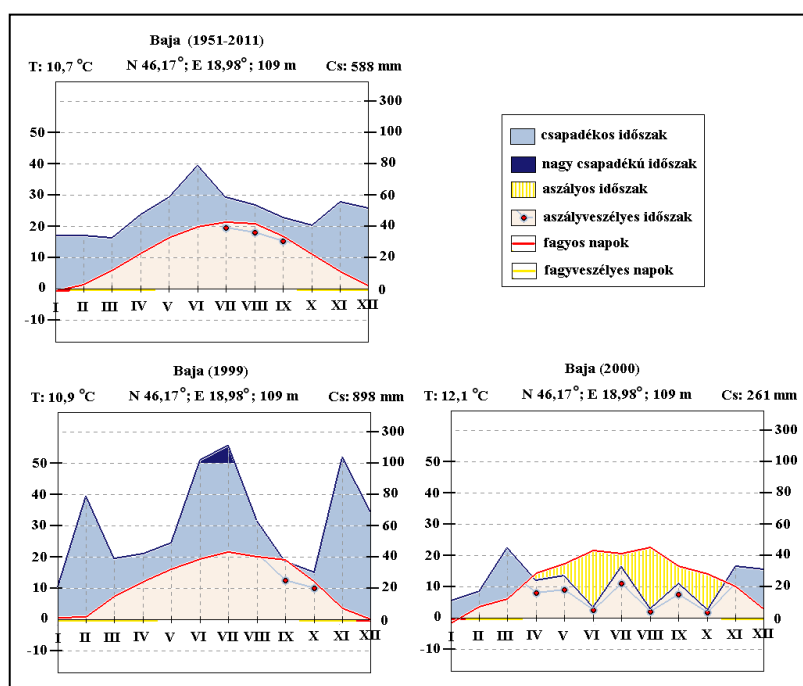 Baja (1951-2011)
T: 10,7 °C N 46,17°; E 18,98°; 109 m Cs: 588 mm
300
50 100
40 80
30 60
20 40
10 20
0 0
I II III IV V VI VII VIII IX X XI XII
-10
csapadékos időszak
nagy csapadékú időszak
aszályos időszak
aszályveszélyes időszak
fagyos napok
fagyveszélyes napok
Baja (1999)
T: 10,9 °C N 46,17°; E 18,98°; 109 m Cs: 898 mm
300
50 100
40 80
30 60
20 40
10 20
0 0
I II III IV V VI VII VIII IX X XI XII
-10
Baja (2000)
T: 12,1 °C N 46,17°; E 18,98°; 109 m Cs: 261 mm
300
50 100
40 80
30 60
20 40
10 20
0 0
I II III IV V VI VII VIII IX X XI XII
-10